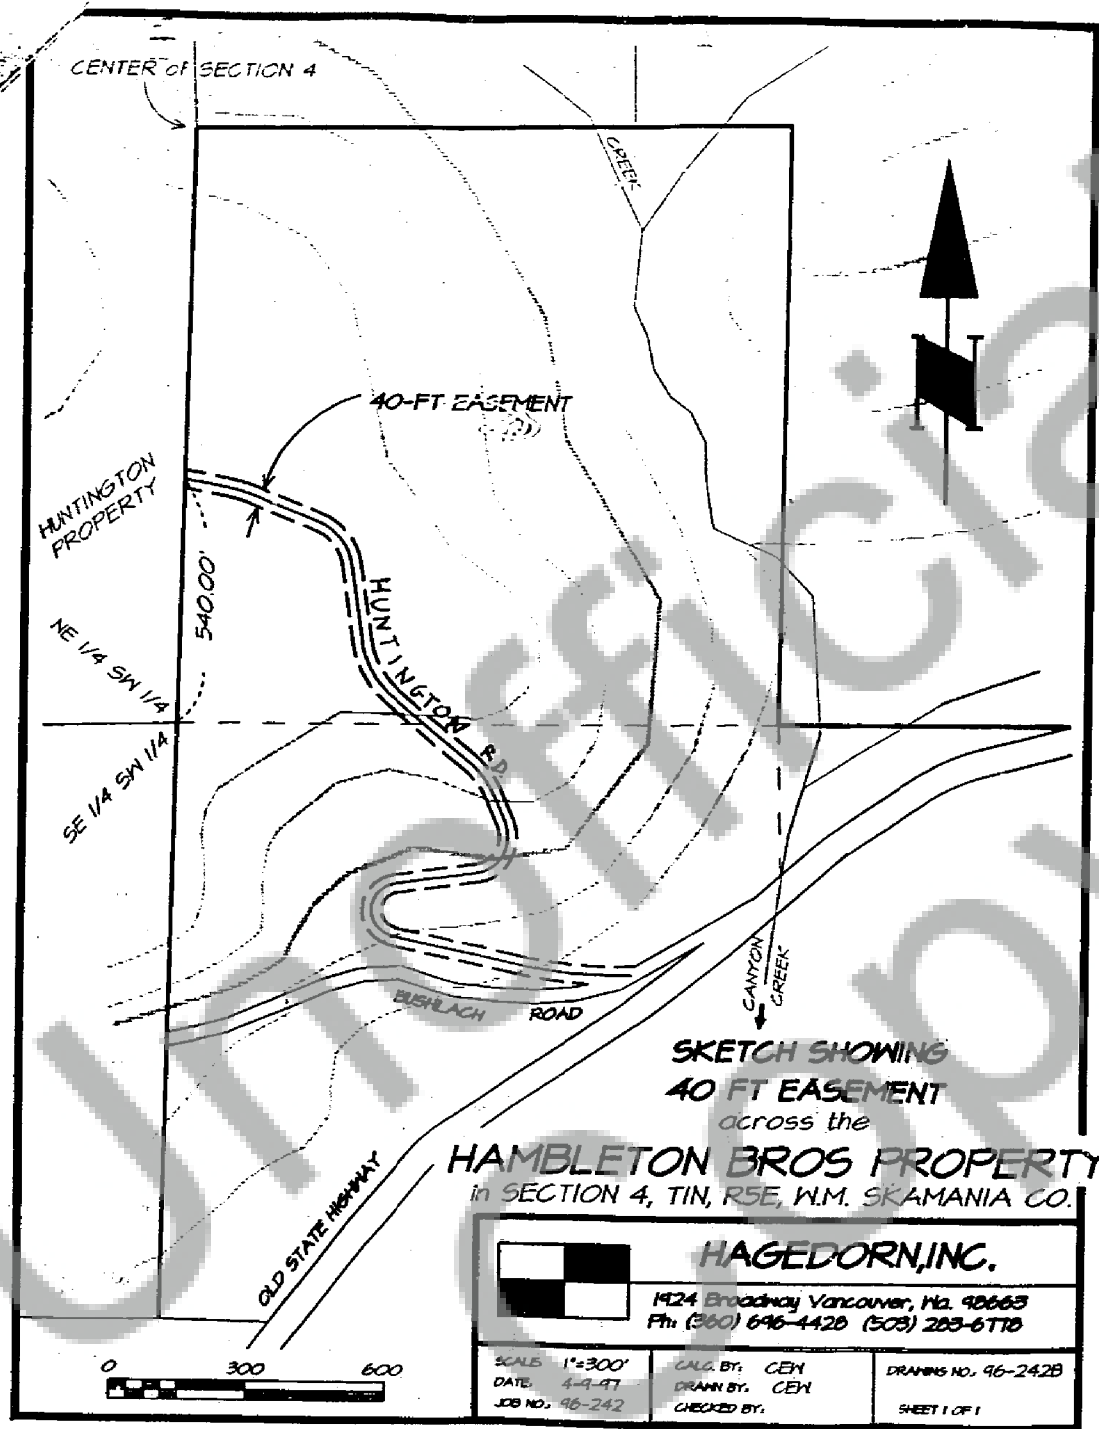 CENTER of SECTION 4
CREEK
40-FT EASEMENT
HUNTINGTON
PROPERTY
540.00'
HUNTINGTON RD.
NE 1/4 SW 1/4
SE 1/4 SW 1/4
BUSHLACH ROAD
CANYON
CREEK
OLD STATE HIGHWAY
SKETCH SHOWING
40 FT EASEMENT
across the
HAMBLETON BROS PROPERTY
in SECTION 4, T1N, R5E, W.M. SKAMANIA CO.
HAGEDORN, INC.
1924 Broadway Vancouver, Wa. 98663
Ph: (360) 696-4428 (503) 283-6778
0 300 600
SCALE 1"=300'
DATE: 4-9-97
JOB NO. 96-242
CALC. BY: CEW
DRAWN BY: CEW
CHECKED BY:
DRAWING NO. 96-242B
SHEET 1 OF 1
Unofficial
Copy